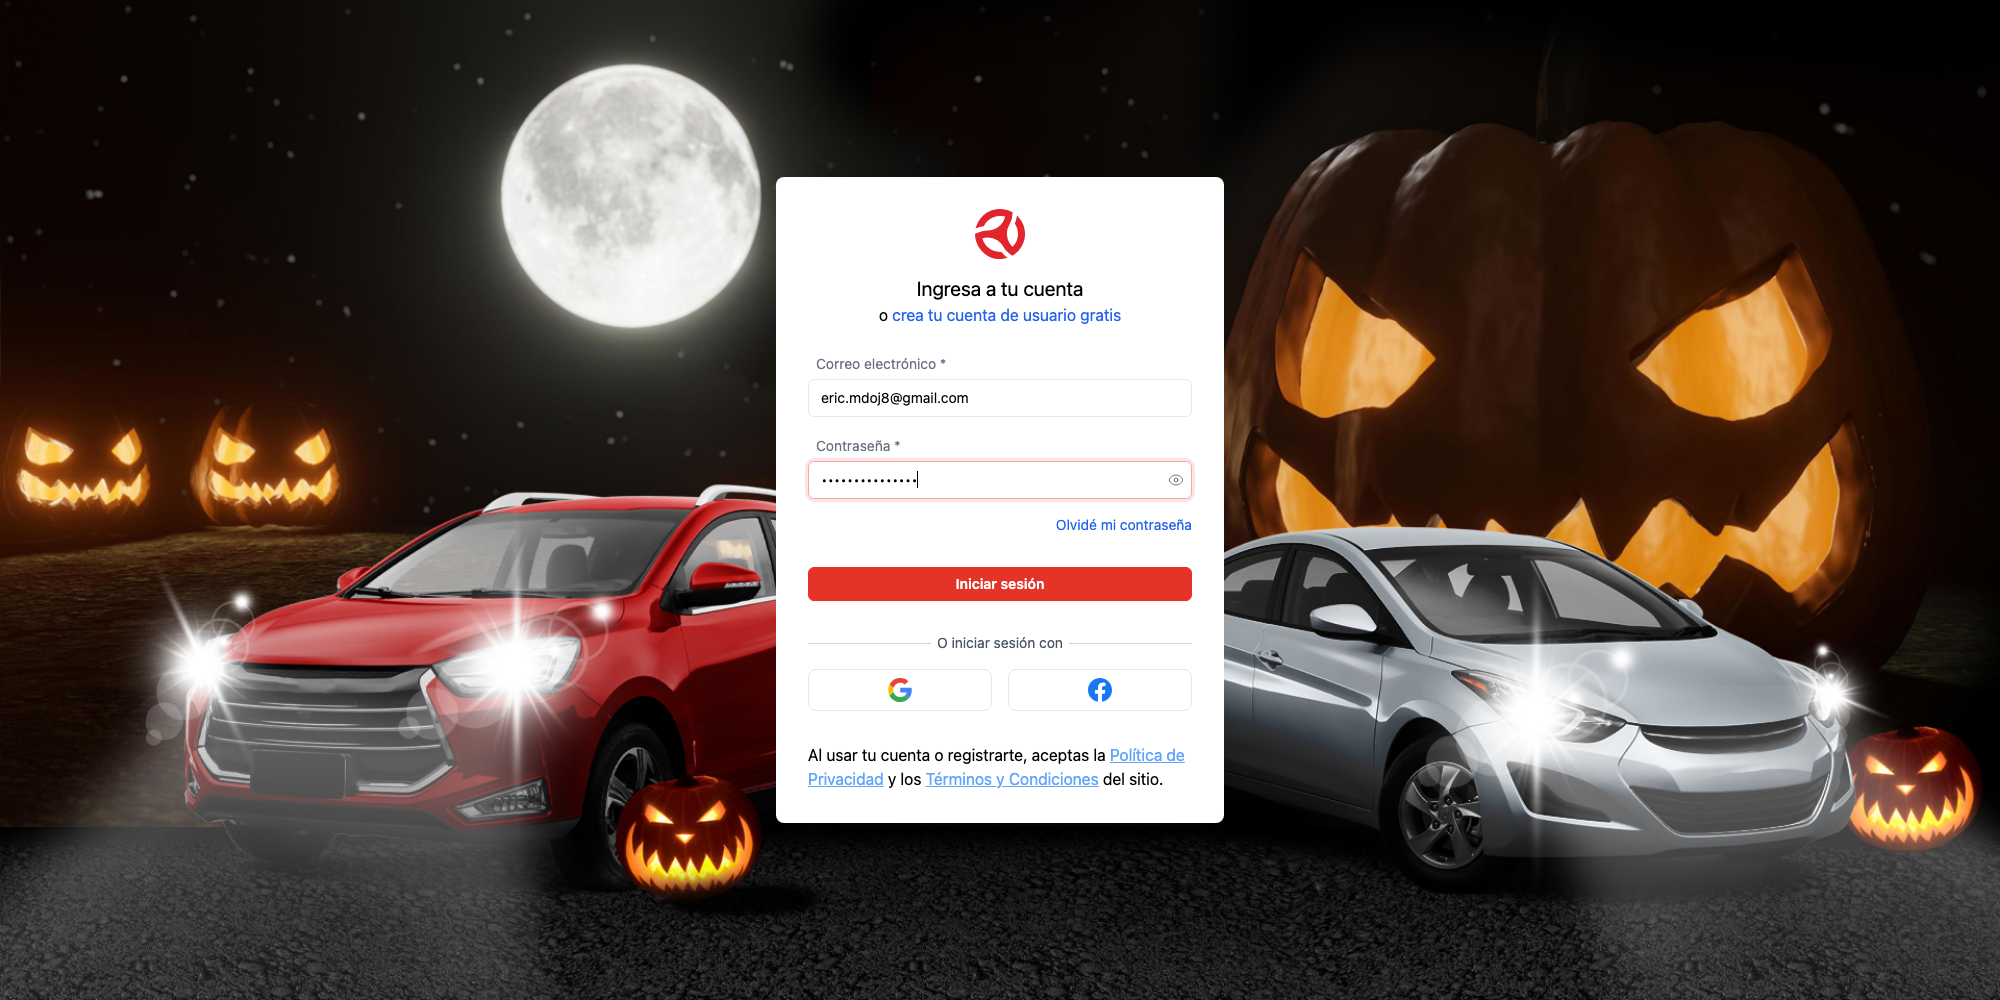 Ingresa a tu cuenta
o crea tu cuenta de usuario gratis
Correo electrónico *
eric.mdoj8@gmail.com
Contraseña *
•••••••••••••••
Olvidé mi contraseña
Iniciar sesión
O iniciar sesión con
Al usar tu cuenta o registrarte, aceptas la Política de
Privacidad y los Términos y Condiciones del sitio.